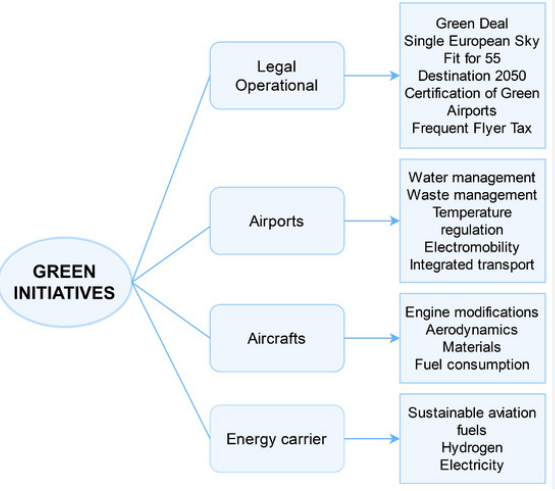 GREEN
INITIATIVES
Legal
Operational
Green Deal
Single European Sky
Fit for 55
Destination 2050
Certification of Green
Airports
Frequent Flyer Tax
Airports
Water management
Waste management
Temperature
regulation
Electromobility
Integrated transport
Aircrafts
Engine modifications
Aerodynamics
Materials
Fuel consumption
Energy carrier
Sustainable aviation
fuels
Hydrogen
Electricity